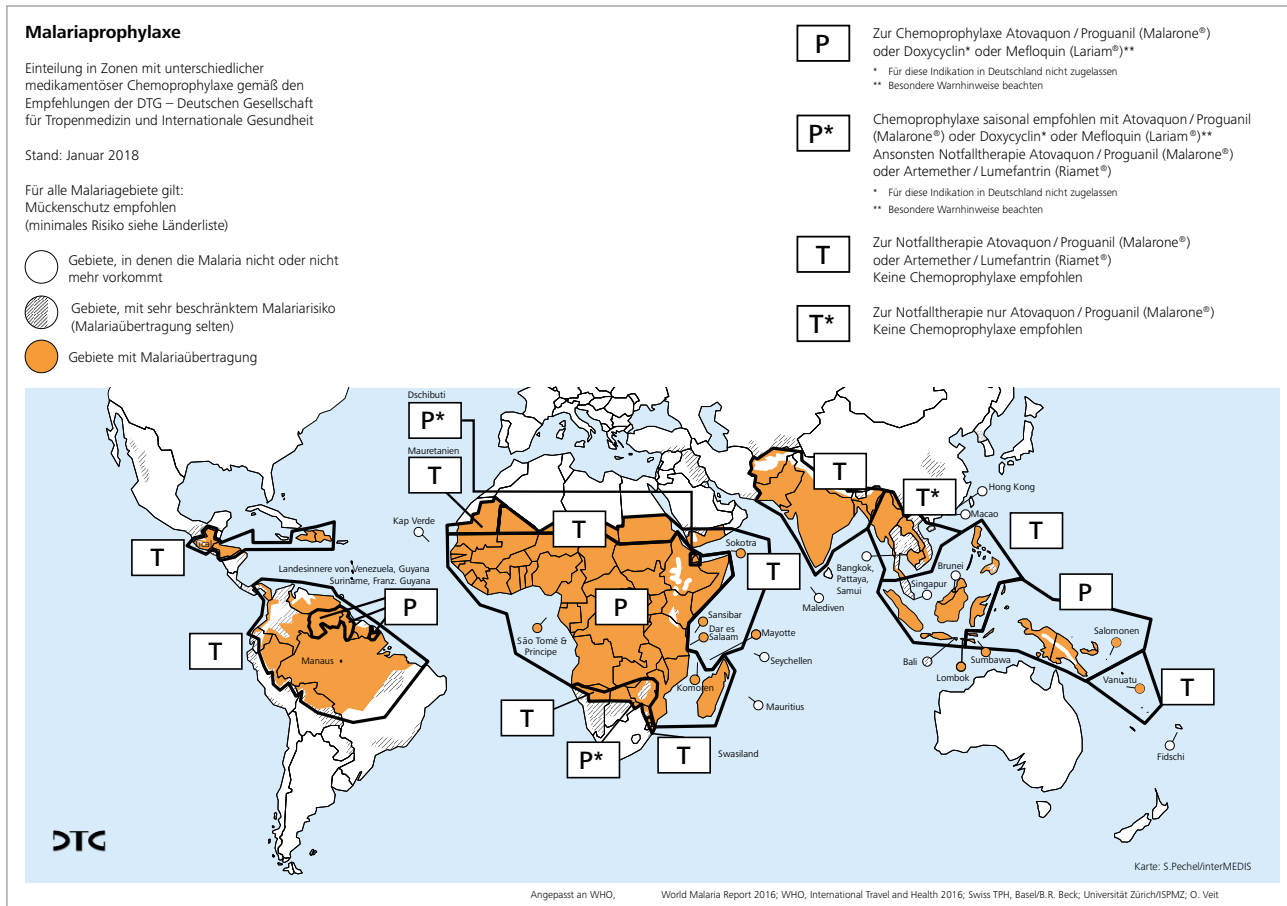 Malariaprophylaxe
Einteilung in Zonen mit unterschiedlicher
medikamentöser Chemoprophylaxe gemäß den
Empfehlungen der DTG – Deutschen Gesellschaft
für Tropenmedizin und Internationale Gesundheit
Stand: Januar 2018
Für alle Malariagebiete gilt:
Mückenschutz empfohlen
(minimales Risiko siehe Länderliste)
Gebiete, in denen die Malaria nicht oder nicht
mehr vorkommt
Gebiete, mit sehr beschränktem Malariarisiko
(Malariaübertragung selten)
Gebiete mit Malariaübertragung
P
Zur Chemoprophylaxe Atovaquon / Proguanil (Malarone®)
oder Doxycyclin* oder Mefloquin (Lariam®)**
* Für diese Indikation in Deutschland nicht zugelassen
** Besondere Warnhinweise beachten
P*
Chemoprophylaxe saisonal empfohlen mit Atovaquon / Proguanil
(Malarone®) oder Doxycyclin* oder Mefloquin (Lariam®)**
Ansonsten Notfalltherapie Atovaquon / Proguanil (Malarone®)
oder Artemether / Lumefantrin (Riamet®)
* Für diese Indikation in Deutschland nicht zugelassen
** Besondere Warnhinweise beachten
T
Zur Notfalltherapie Atovaquon / Proguanil (Malarone®)
oder Artemether / Lumefantrin (Riamet®)
Keine Chemoprophylaxe empfohlen
T*
Zur Notfalltherapie nur Atovaquon / Proguanil (Malarone®)
Keine Chemoprophylaxe empfohlen
Dschibuti
P*
Mauretanien
T
Kap Verde
T
T
T
T*
Hong Kong
Macao
T
T
Landesinnere von Venezuela, Guyana
Suriname, Franz. Guyana
P
T
Manaus
São Tomé &
Principe
P
Sokotra
T
Sansibar
Dar es
Salaam
Mayotte
Seychellen
Komoren
Mauritius
Malediven
Bangkok,
Pattaya,
Samui
Brunei
Singapur
P
Bali
Lombok
Sumbawa
Salomonen
Vanuatu
T
Fidschi
T
P*
T
Swasiland
DTG
Karte: S.Pechel/interMEDIS
Angepasst an WHO, World Malaria Report 2016; WHO, International Travel and Health 2016; Swiss TPH, Basel/B.R. Beck; Universität Zürich/ISPMZ; O. Veit